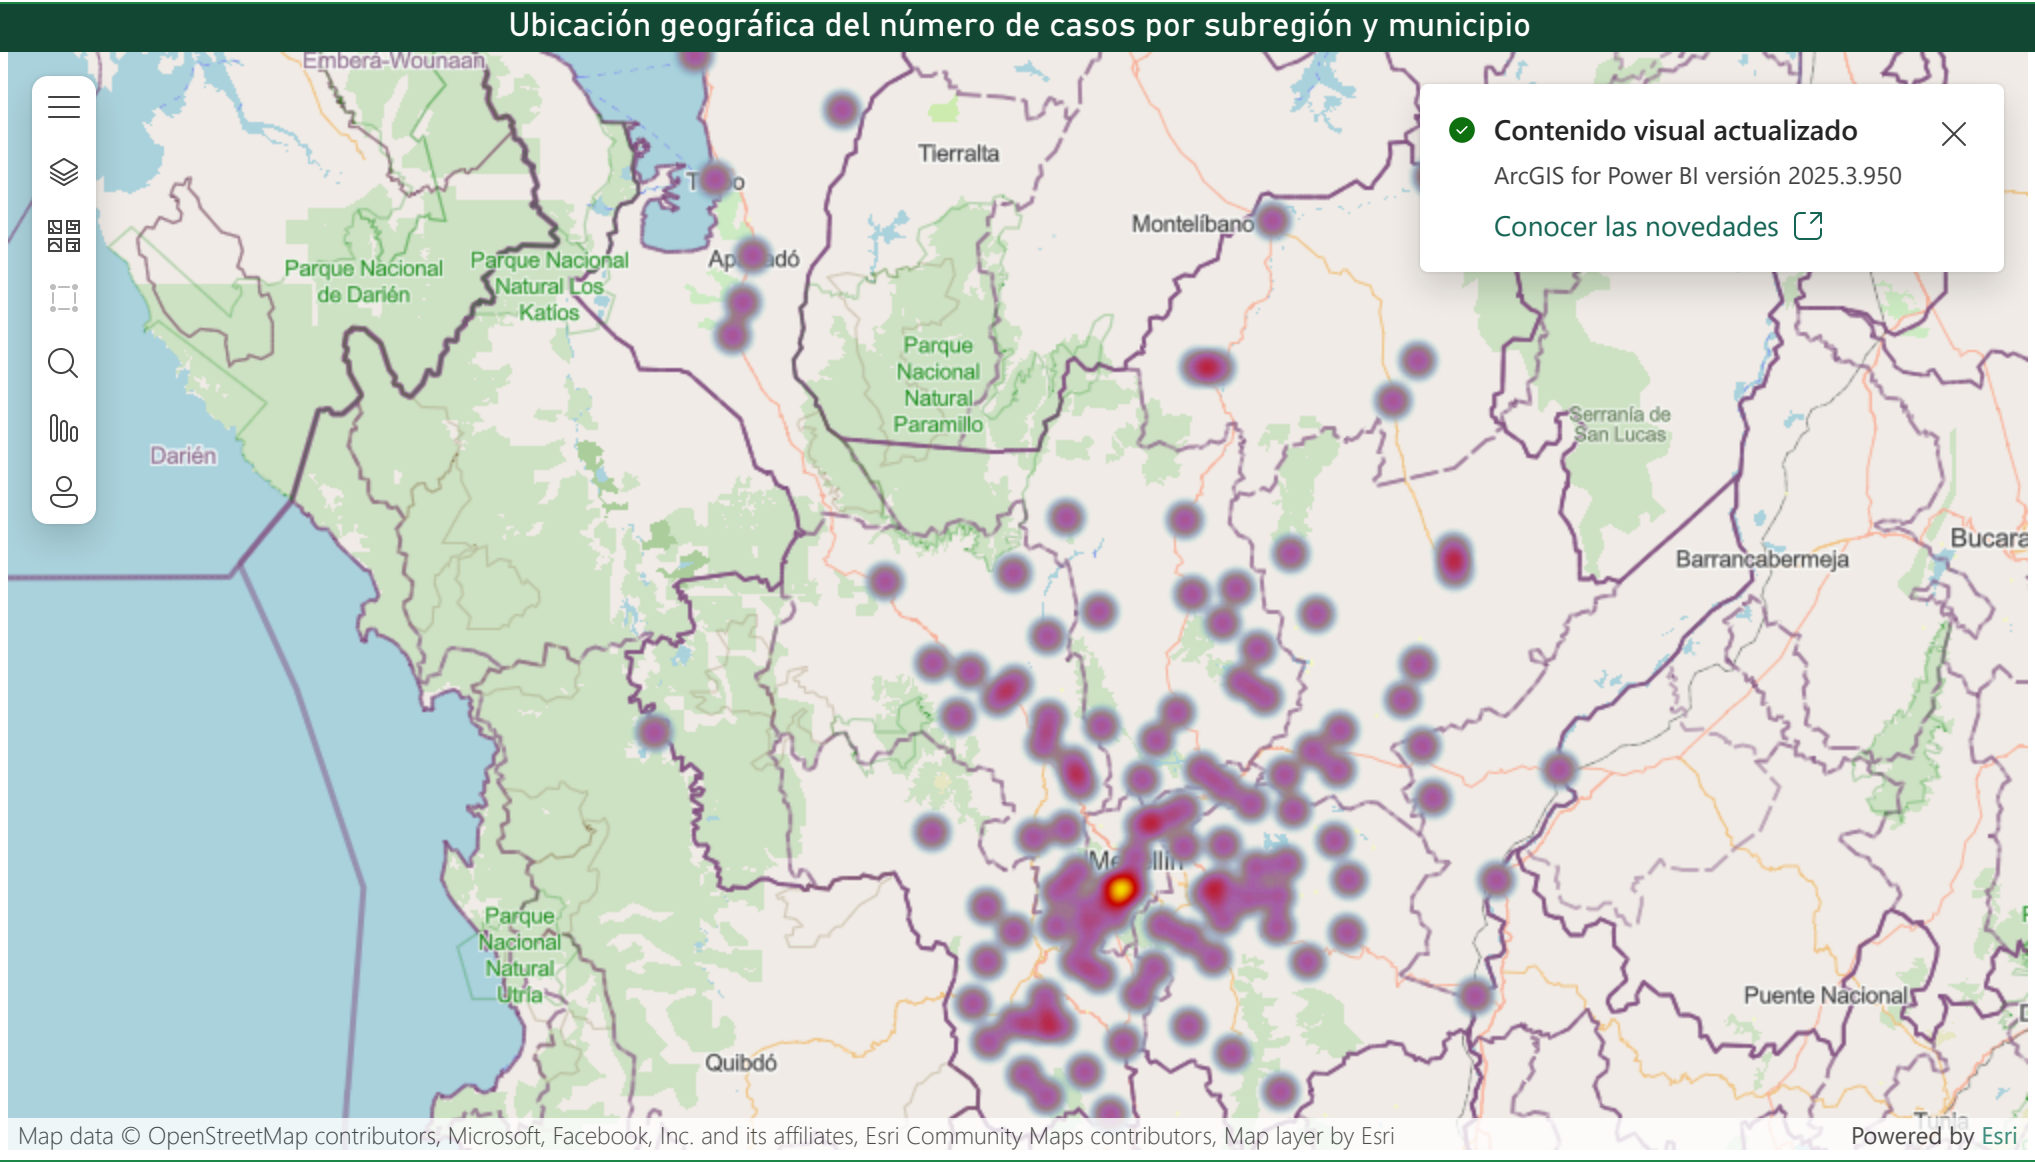 Ubicación geográfica del número de casos por subregión y municipio
Emberá-Wounaan
Contenido visual actualizado
ArcGIS for Power BI versión 2025.3.950
Conocer las novedades
Tierralta
Montelíbano
Parque Nacional
de Darién
Parque Nacional
Natural Los
Katíos
Parque
Nacional
Natural
Paramillo
Serranía de
San Lucas
Darién
Bucara
Barrancabermeja
Parque
Nacional
Natural
Utría
Puente Nacional
Quibdó
Tunja
Map data © OpenStreetMap contributors, Microsoft, Facebook, Inc. and its affiliates, Esri Community Maps contributors, Map layer by Esri
Powered by Esri